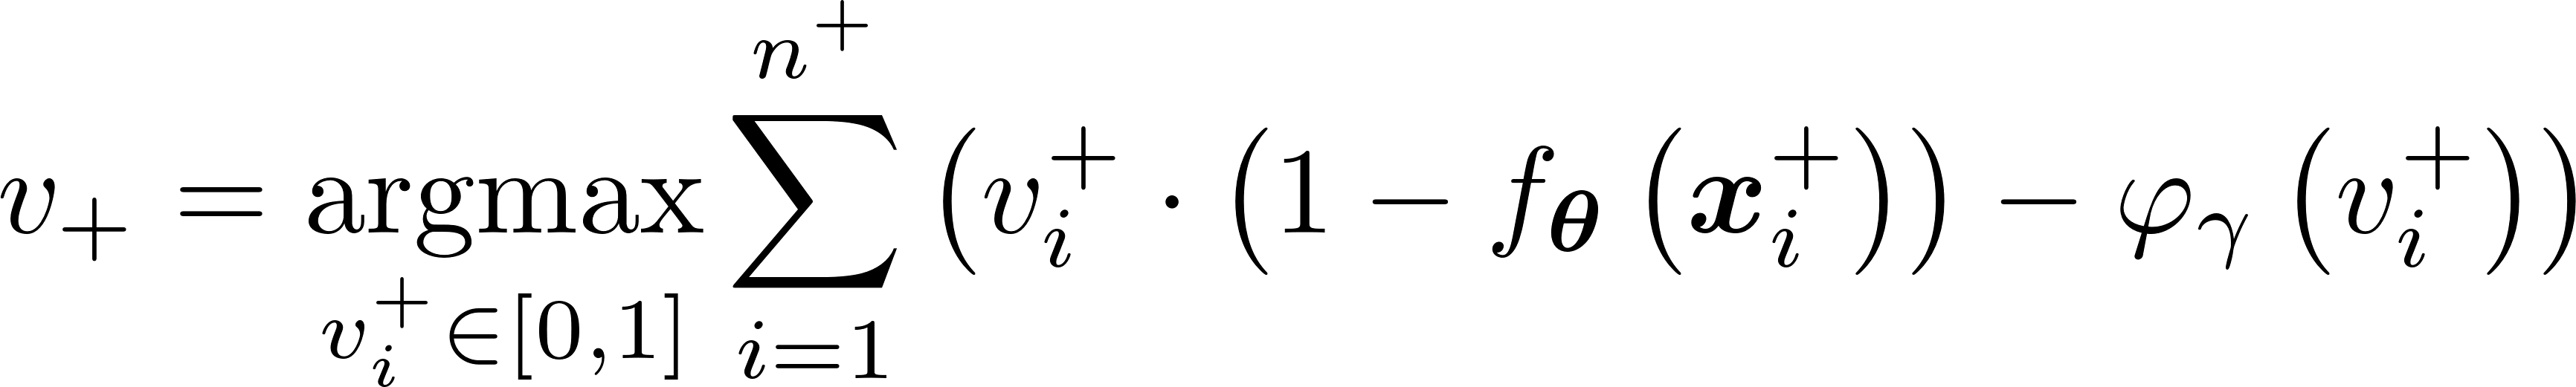 v_+ = \underset{v_i^+ \in [0,1]}{\operatorname{argmax}} \sum_{i=1}^{n^+} \left( v_i^+ \cdot \left( 1 - f_{\boldsymbol{\theta}} \left( \boldsymbol{x}_i^+ \right) \right) - \varphi_\gamma \left( v_i^+ \right) \right)